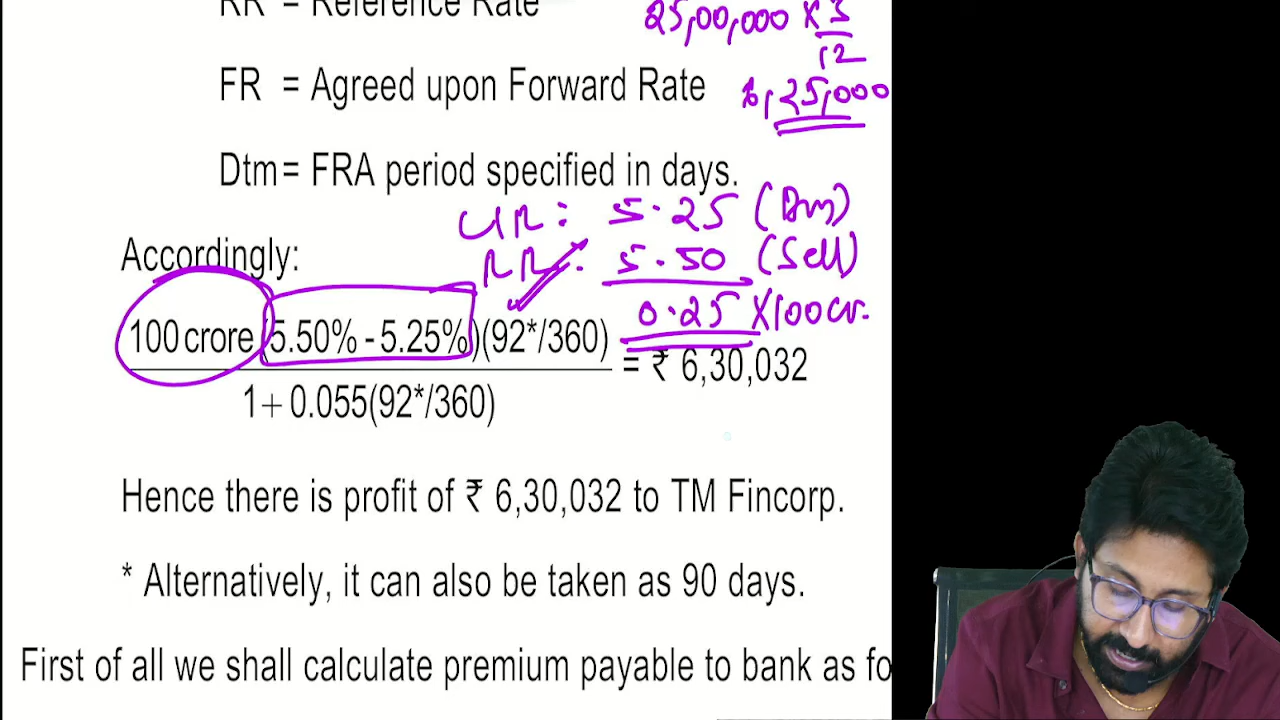 RR = Reference Rate
25,00,000 X 3
12
FR = Agreed upon Forward Rate
25,000
Dtm = FRA period specified in days.
5.25 (
Accordingly:
RR : 5.50 (Sell)
0.25 X 100 cr.
100 crore (5.50% - 5.25%)(92*/360)
= ₹ 6,30,032
1 + 0.055(92*/360)
Hence there is profit of ₹ 6,30,032 to TM Fincorp.
* Alternatively, it can also be taken as 90 days.
First of all we shall calculate premium payable to bank as fo